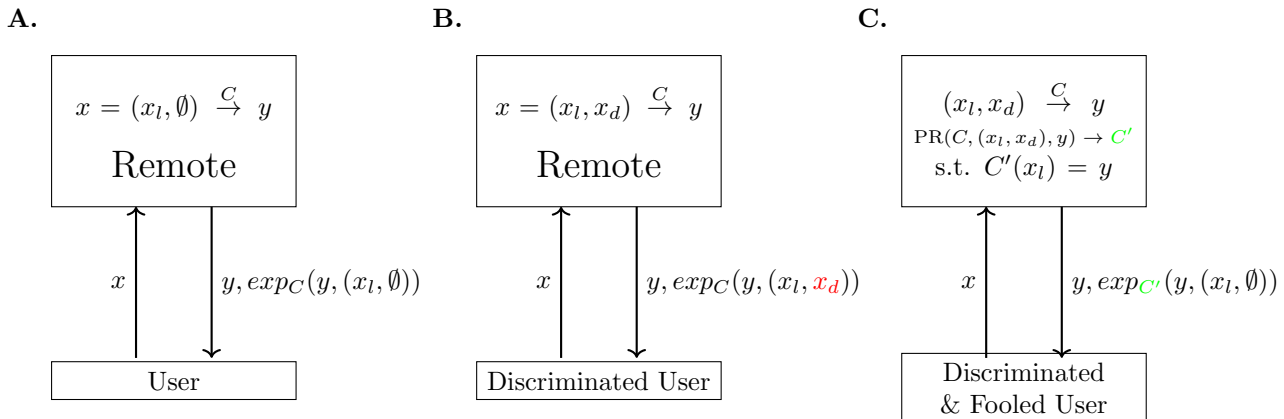 A.
x = (x_l, ∅) →^C y
Remote
x
y, exp_C(y, (x_l, ∅))
User
B.
x = (x_l, x_d) →^C y
Remote
x
y, exp_C(y, (x_l, x_d))
Discriminated User
C.
(x_l, x_d) →^C y
PR(C, (x_l, x_d), y) → C′
s.t. C′(x_l) = y
x
y, exp_{C′}(y, (x_l, ∅))
Discriminated
& Fooled User